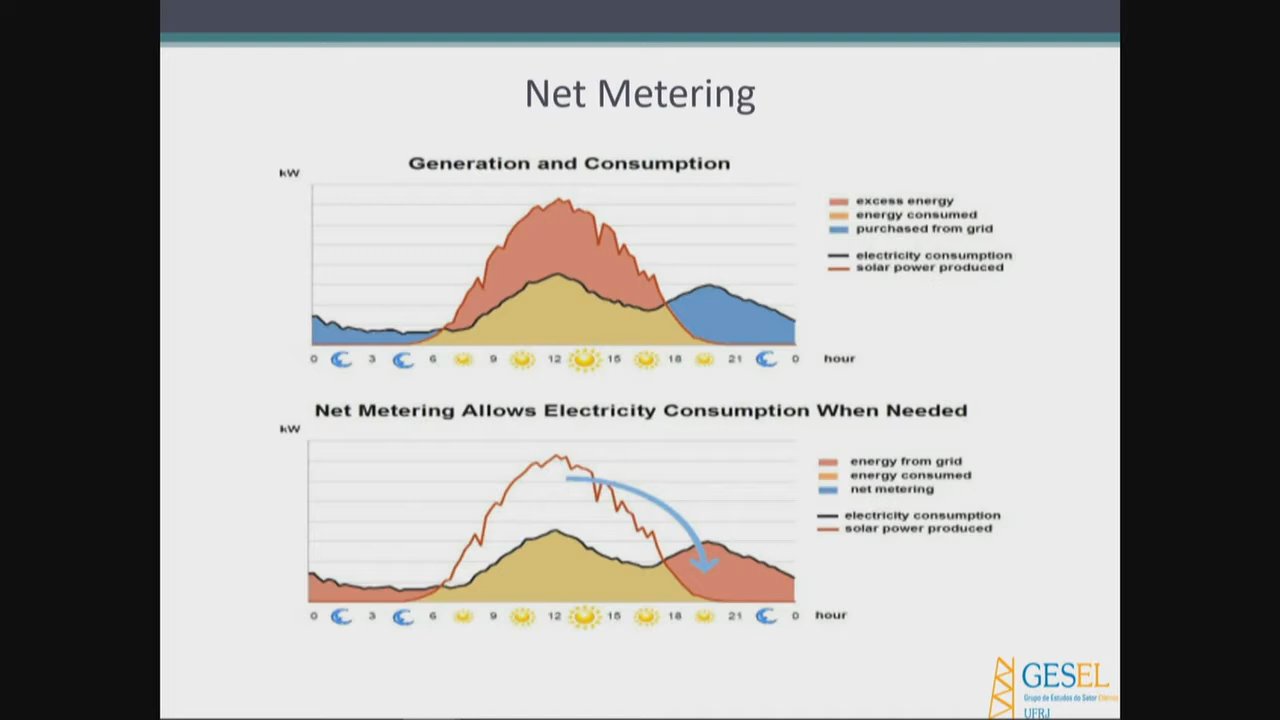 Net Metering
Generation and Consumption
kW
excess energy
energy consumed
purchased from grid
electricity consumption
solar power produced
0 3 6 9 12 15 18 21 0 hour
Net Metering Allows Electricity Consumption When Needed
kW
energy from grid
energy consumed
net metering
electricity consumption
solar power produced
0 3 6 9 12 15 18 21 0 hour
GESEL
Grupo de Estudos do Setor Elétrico
UFRJ